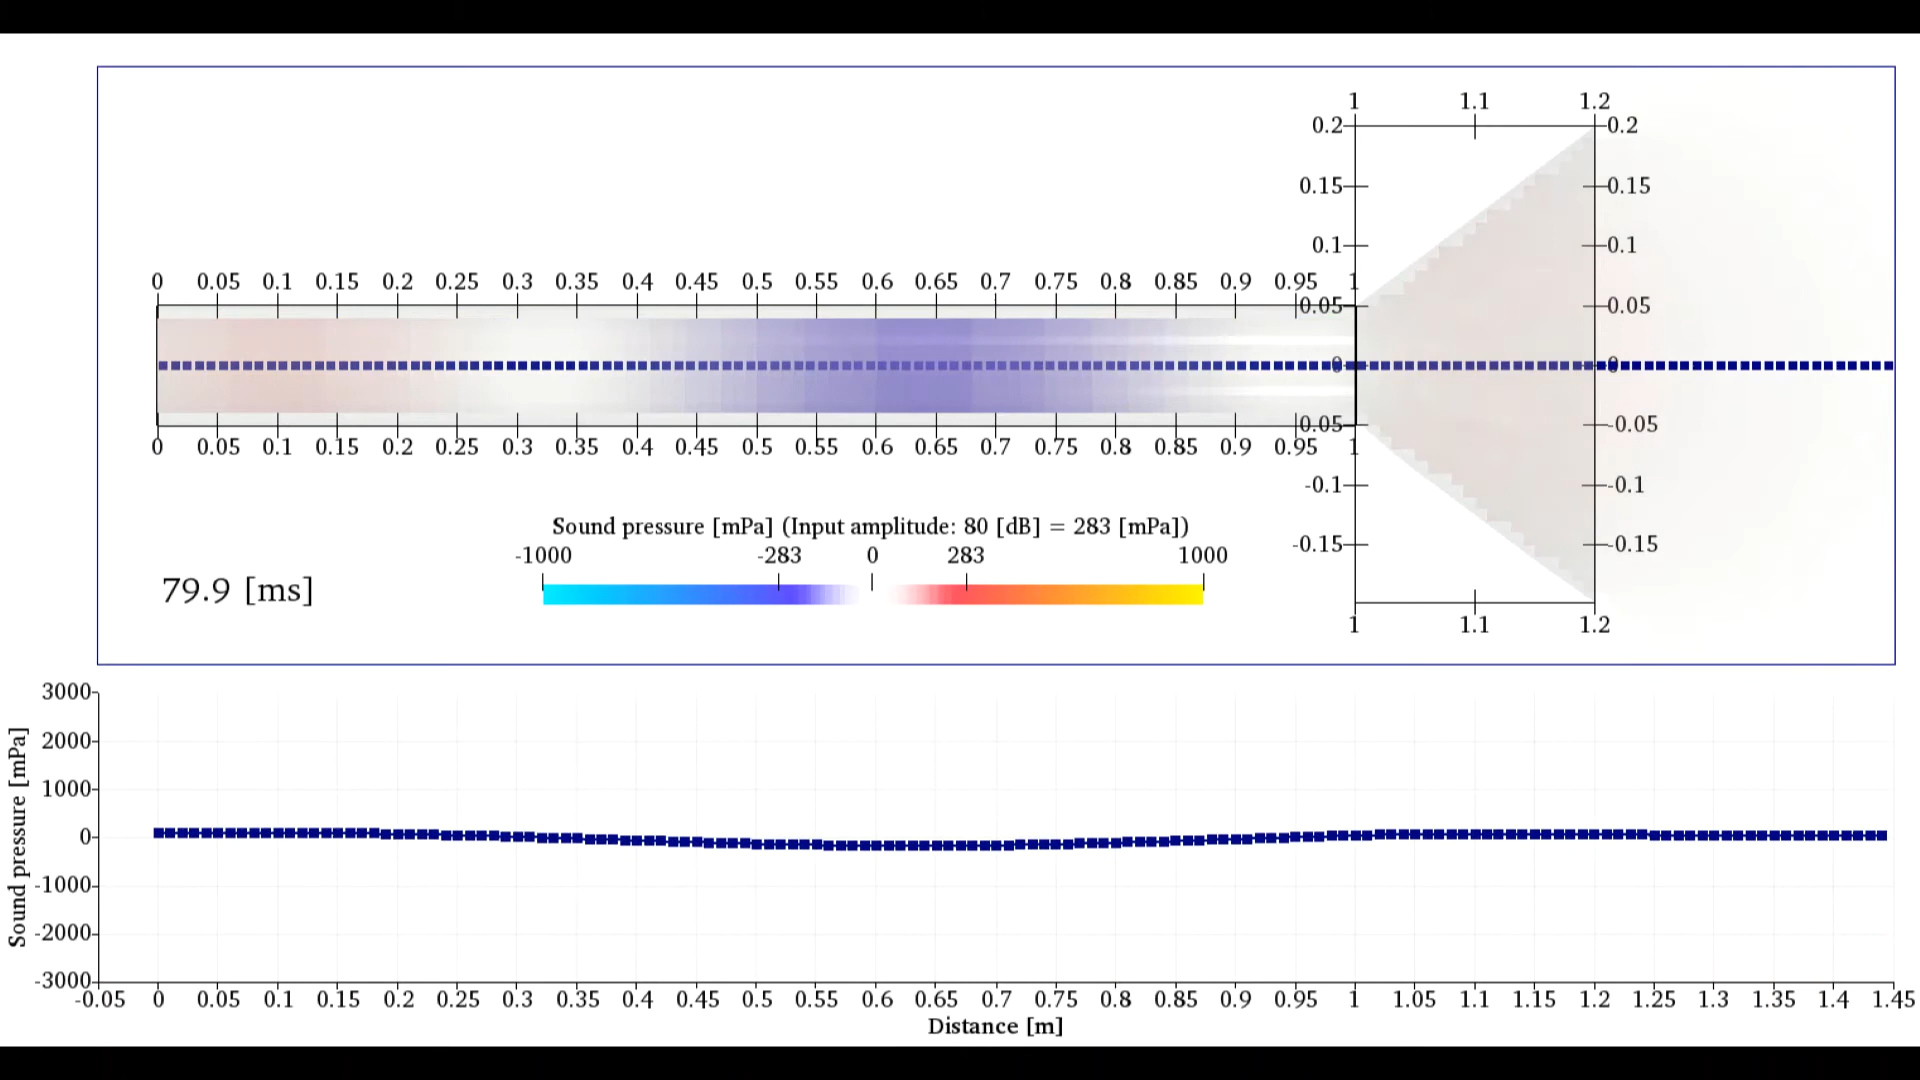 1 1.1 1.2
0.2 0.2
0.15 0.15
0.1 0.1
0 0.05 0.1 0.15 0.2 0.25 0.3 0.35 0.4 0.45 0.5 0.55 0.6 0.65 0.7 0.75 0.8 0.85 0.9 0.95 1
0.05 0.05
0 0
0.05 -0.05
0 0.05 0.1 0.15 0.2 0.25 0.3 0.35 0.4 0.45 0.5 0.55 0.6 0.65 0.7 0.75 0.8 0.85 0.9 0.95 1
-0.1 -0.1
Sound pressure [mPa] (Input amplitude: 80 [dB] = 283 [mPa])
-1000 -283 0 283 1000
-0.15 -0.15
79.9 [ms]
1 1.1 1.2
Sound pressure [mPa]
3000
2000
1000
0
-1000
-2000
-3000
-0.05 0 0.05 0.1 0.15 0.2 0.25 0.3 0.35 0.4 0.45 0.5 0.55 0.6 0.65 0.7 0.75 0.8 0.85 0.9 0.95 1 1.05 1.1 1.15 1.2 1.25 1.3 1.35 1.4 1.45
Distance [m]